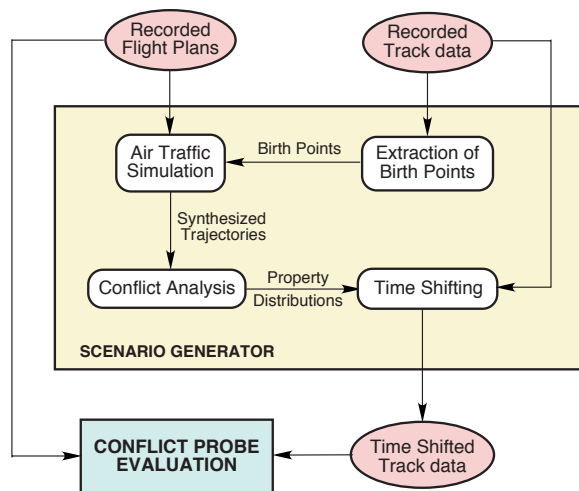 Recorded
Flight Plans
Recorded
Track data
Air Traffic
Simulation
Birth Points
Extraction of
Birth Points
Synthesized
Trajectories
Conflict Analysis
Property
Distributions
Time Shifting
SCENARIO GENERATOR
CONFLICT PROBE
EVALUATION
Time Shifted
Track data